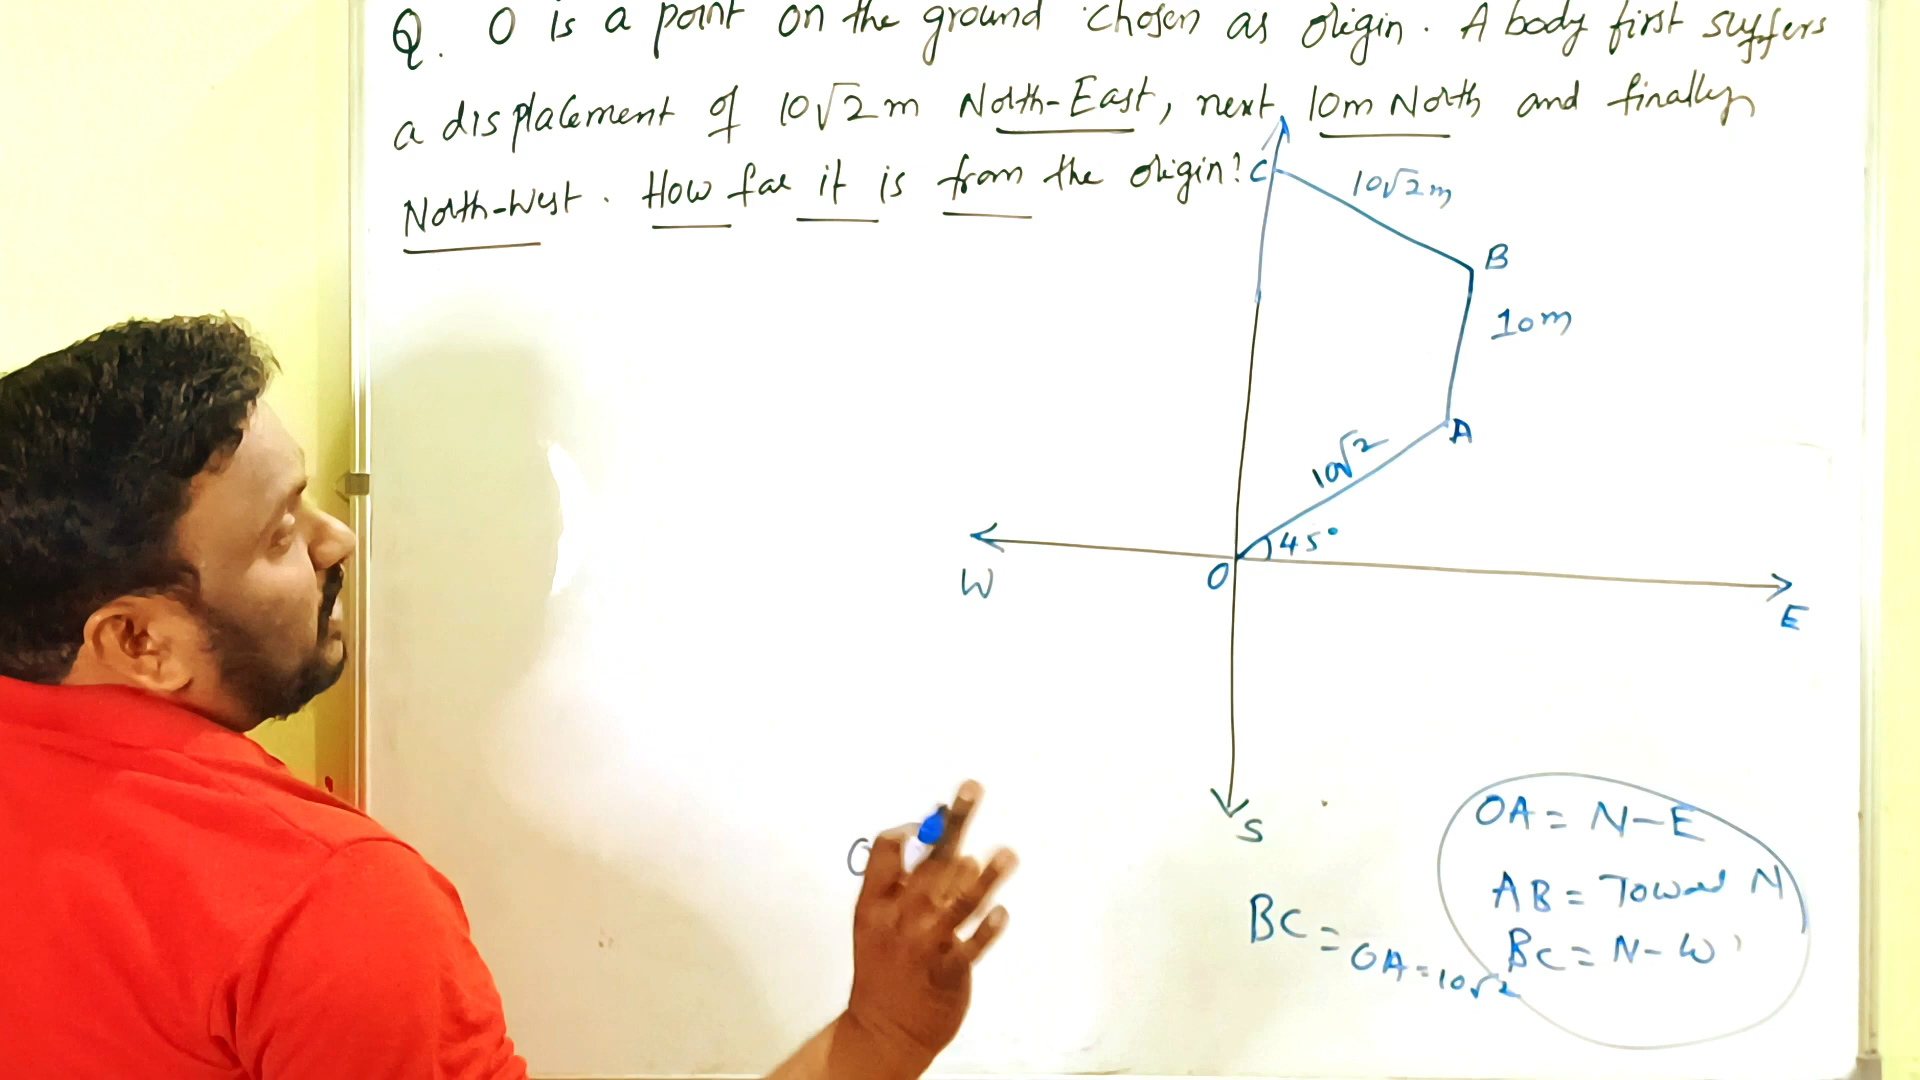 Q. O is a point on the ground chosen as origin. A body first suffers
a displacement of 10√2 m North-East, next 10m North and finally
North-West. How far it is from the origin?
C
10√2 m
B
10m
A
10√2
45°
W
O
E
S
OA = N-E
AB = Toward N
BC = N-W
BC = OA = 10√2